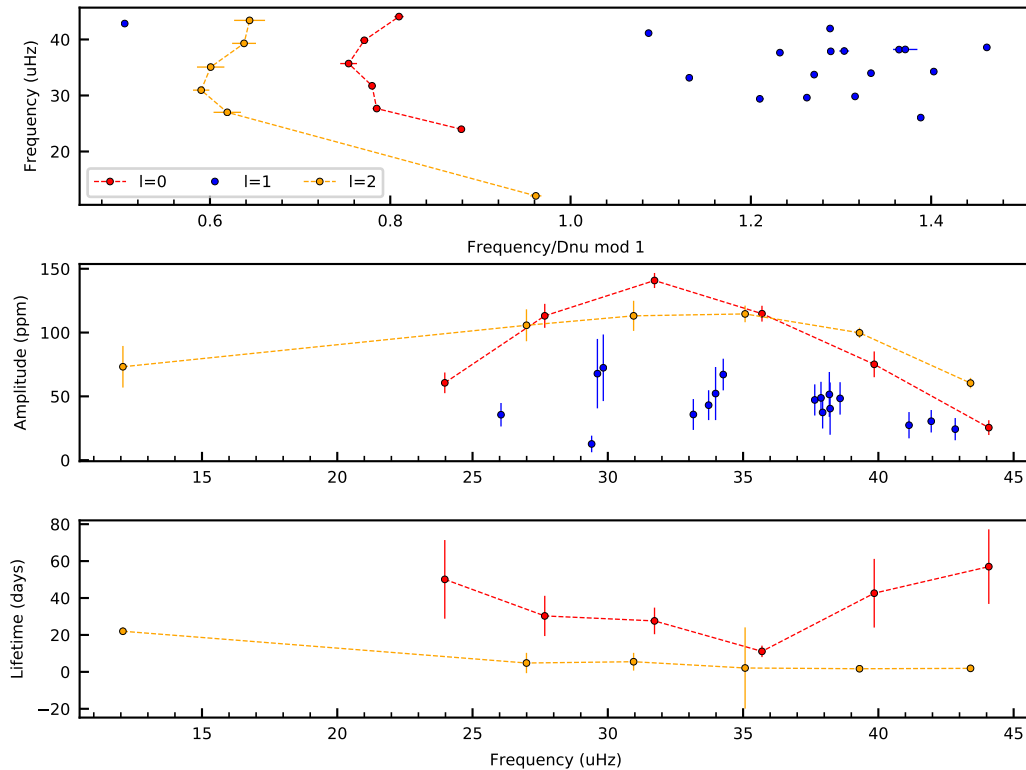 Frequency (uHz)
40
30
20
l=0 l=1 l=2
0.6 0.8 1.0 1.2 1.4
Frequency/Dnu mod 1
Amplitude (ppm)
150
100
50
0
15 20 25 30 35 40 45
Lifetime (days)
80
60
40
20
0
−20
15 20 25 30 35 40 45
Frequency (uHz)